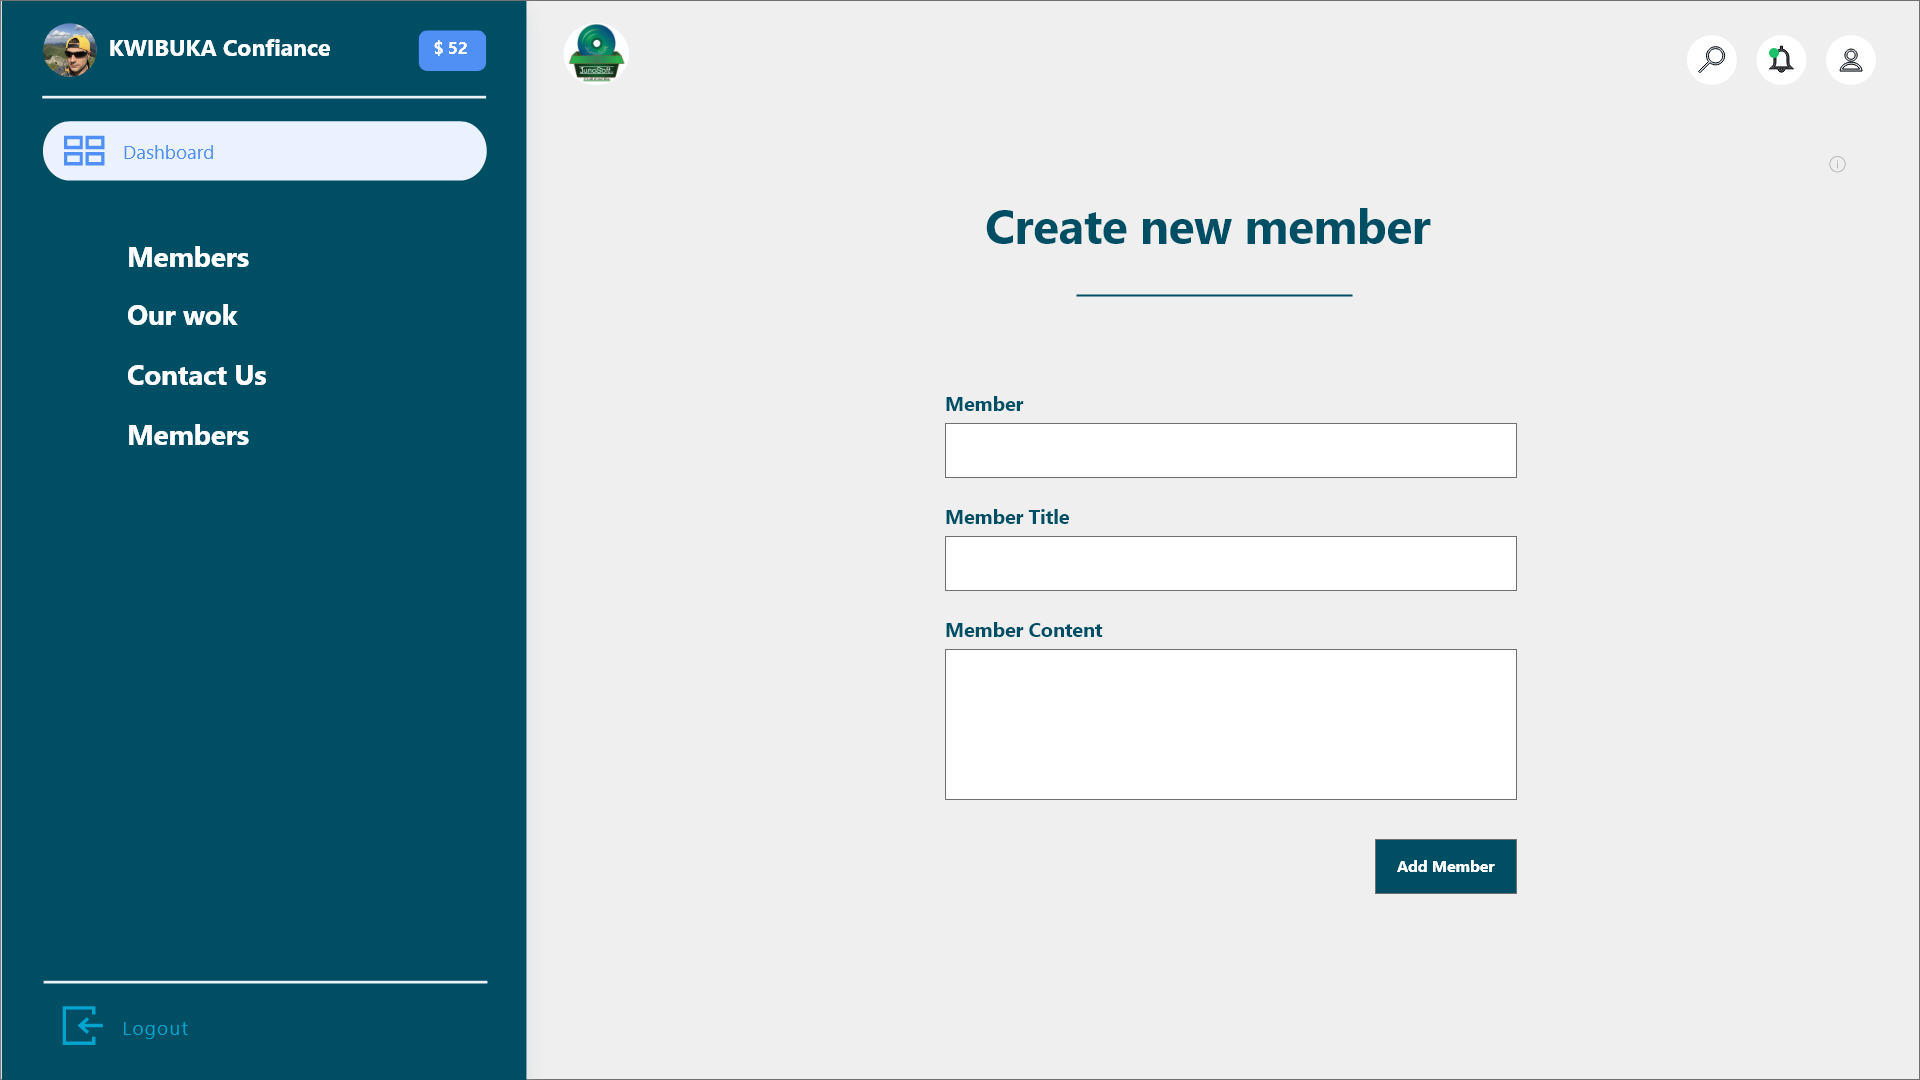 KWIBUKA Confiance
$ 52
Dashboard
Members
Our wok
Contact Us
Members
Logout
JunoSoft
Create new member
Member
Member Title
Member Content
Add Member